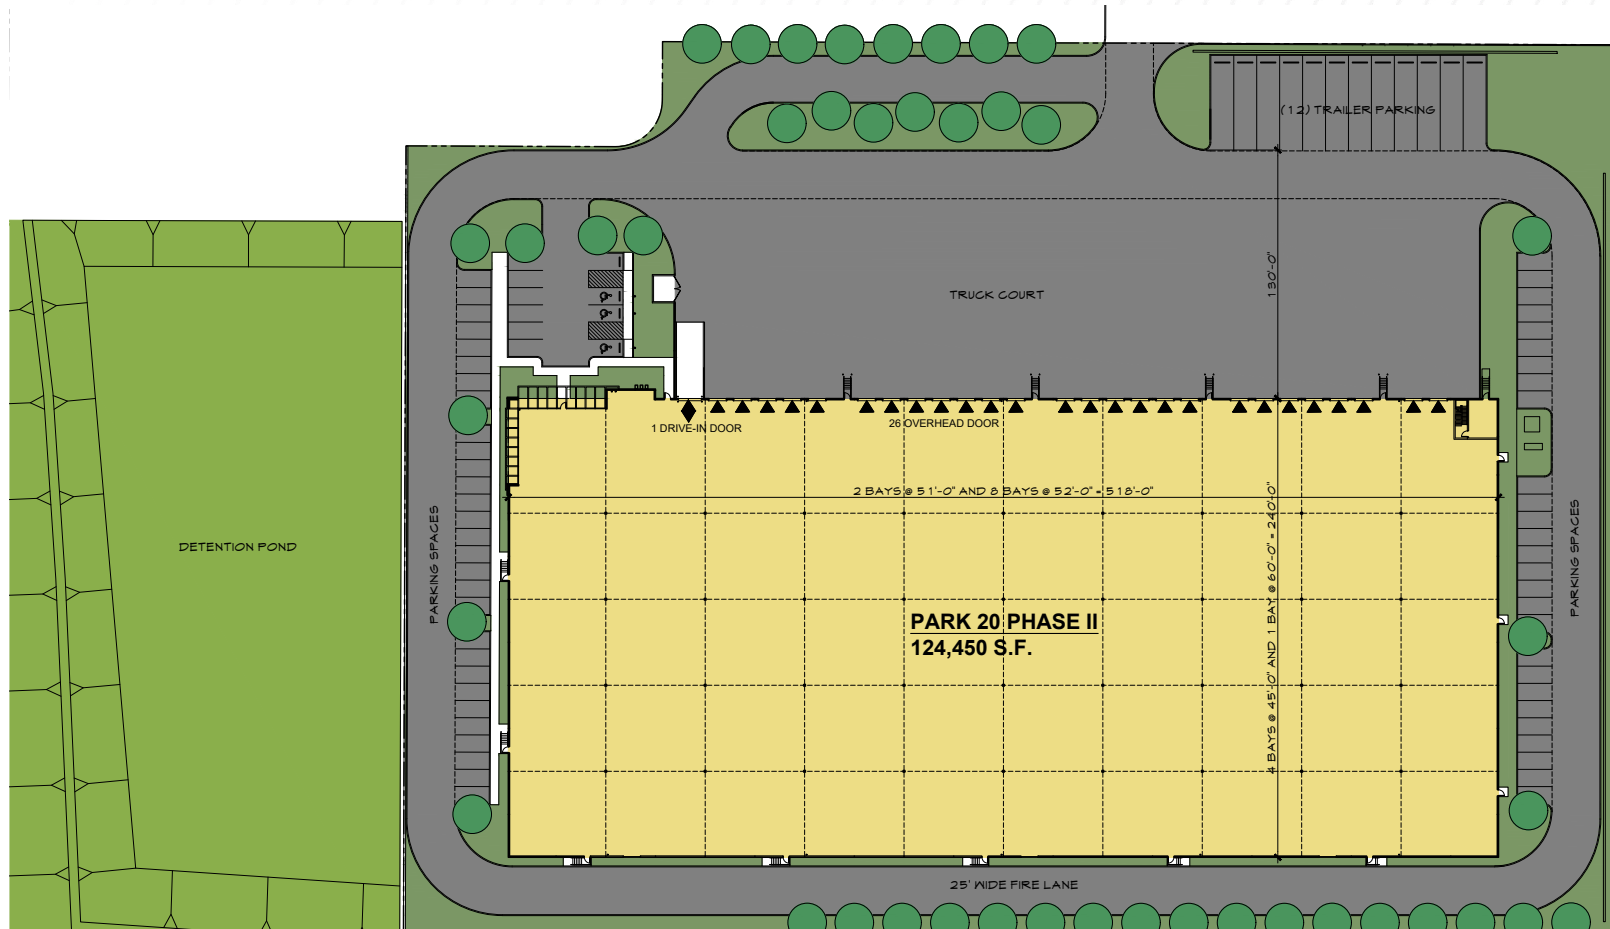 (12) TRAILER PARKING
130'-0"
TRUCK COURT
1 DRIVE-IN DOOR
26 OVERHEAD DOOR
2 BAYS @ 51'-0" AND 8 BAYS @ 52'-0" = 518'-0"
4 BAYS @ 45'-0" AND 1 BAY @ 60'-0" = 240'-0"
PARKING SPACES
DETENTION POND
PARKING SPACES
PARK 20 PHASE II
124,450 S.F.
25' WIDE FIRE LANE